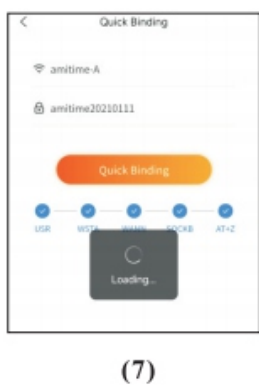 Quick Binding
amitime-A
amitime20210111
Quick Binding
USR WSTA WANN SOCKB AT+Z
Loading...
(7)